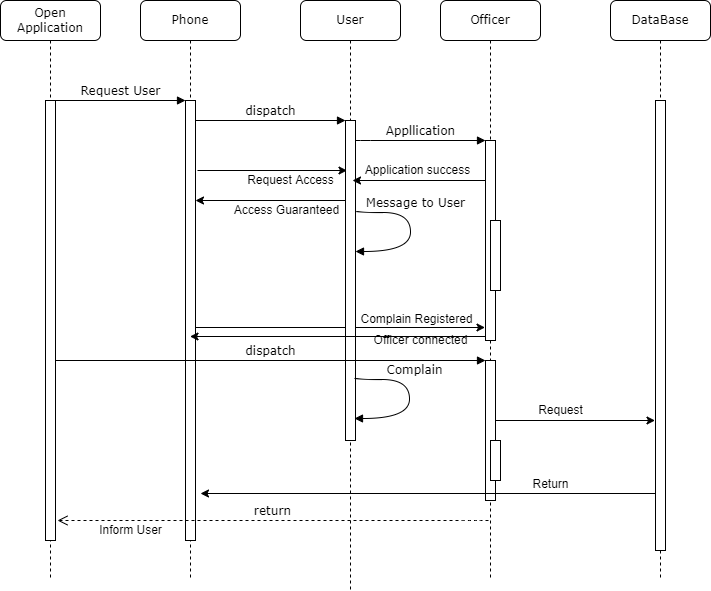 Open
Application
Phone
User
Officer
DataBase
Request User
dispatch
Appllication
Request Access
Application success
Access Guaranteed
Message to User
Complain Registered
Officer connected
dispatch
Complain
Request
Return
return
Inform User